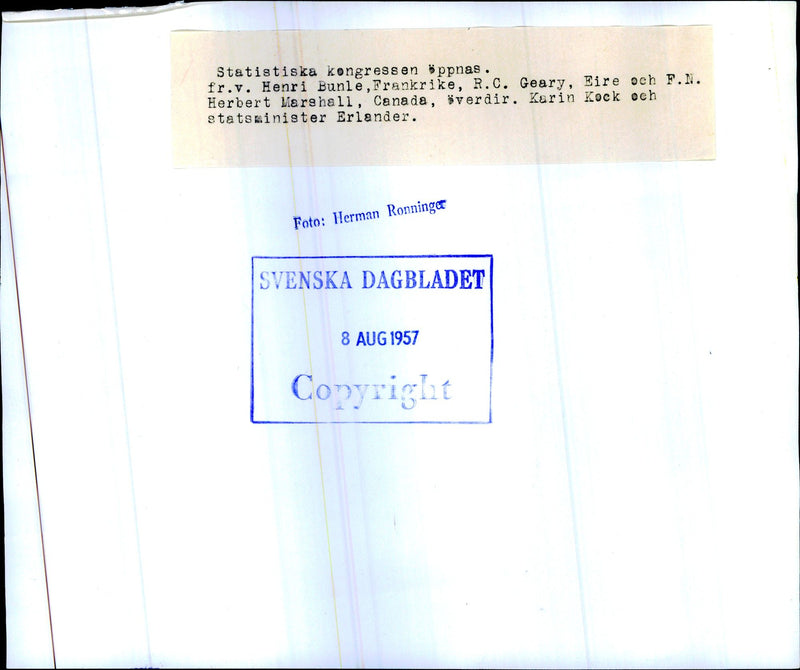 Statistiska kongressen öppnas.
fr.v. Henri Bunle,Frankrike, R.C. Geary, Eire och F.N.
Herbert Marshall, Canada, överdir. Karin Kock och
statsminister Erlander.
Foto: Herman Ronninger
SVENSKA DAGBLADET
8 AUG 1957
Copyright